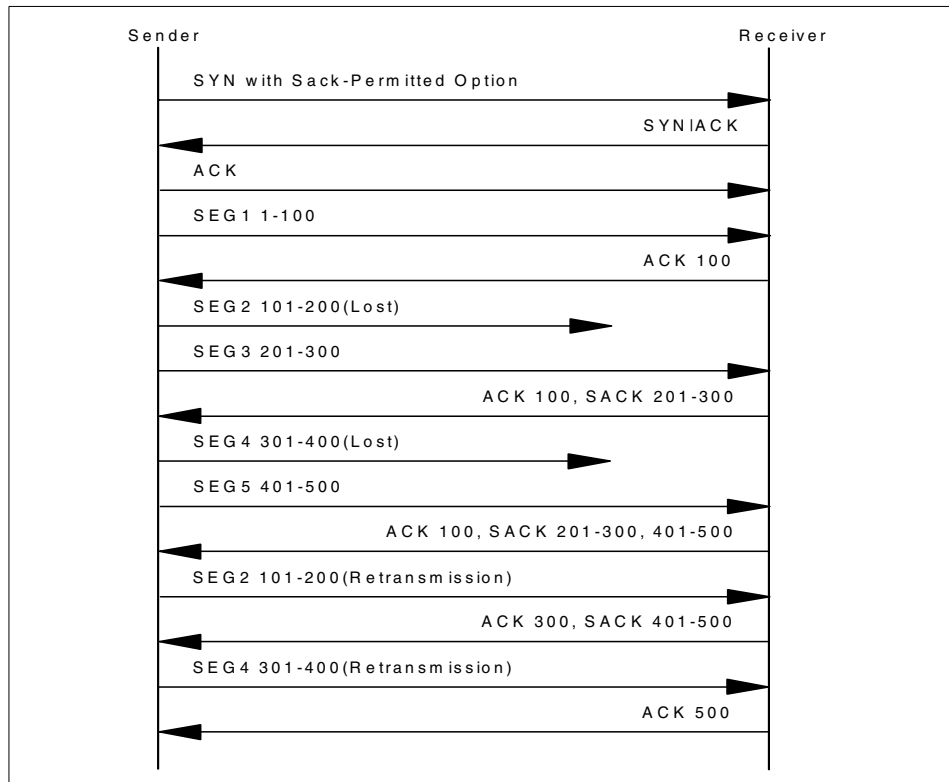 Sender
Receiver
SYN with Sack-Permitted Option
SYN|ACK
ACK
SEG1 1-100
ACK 100
SEG2 101-200(Lost)
SEG3 201-300
ACK 100, SACK 201-300
SEG4 301-400(Lost)
SEG5 401-500
ACK 100, SACK 201-300, 401-500
SEG2 101-200(Retransmission)
ACK 300, SACK 401-500
SEG4 301-400(Retransmission)
ACK 500